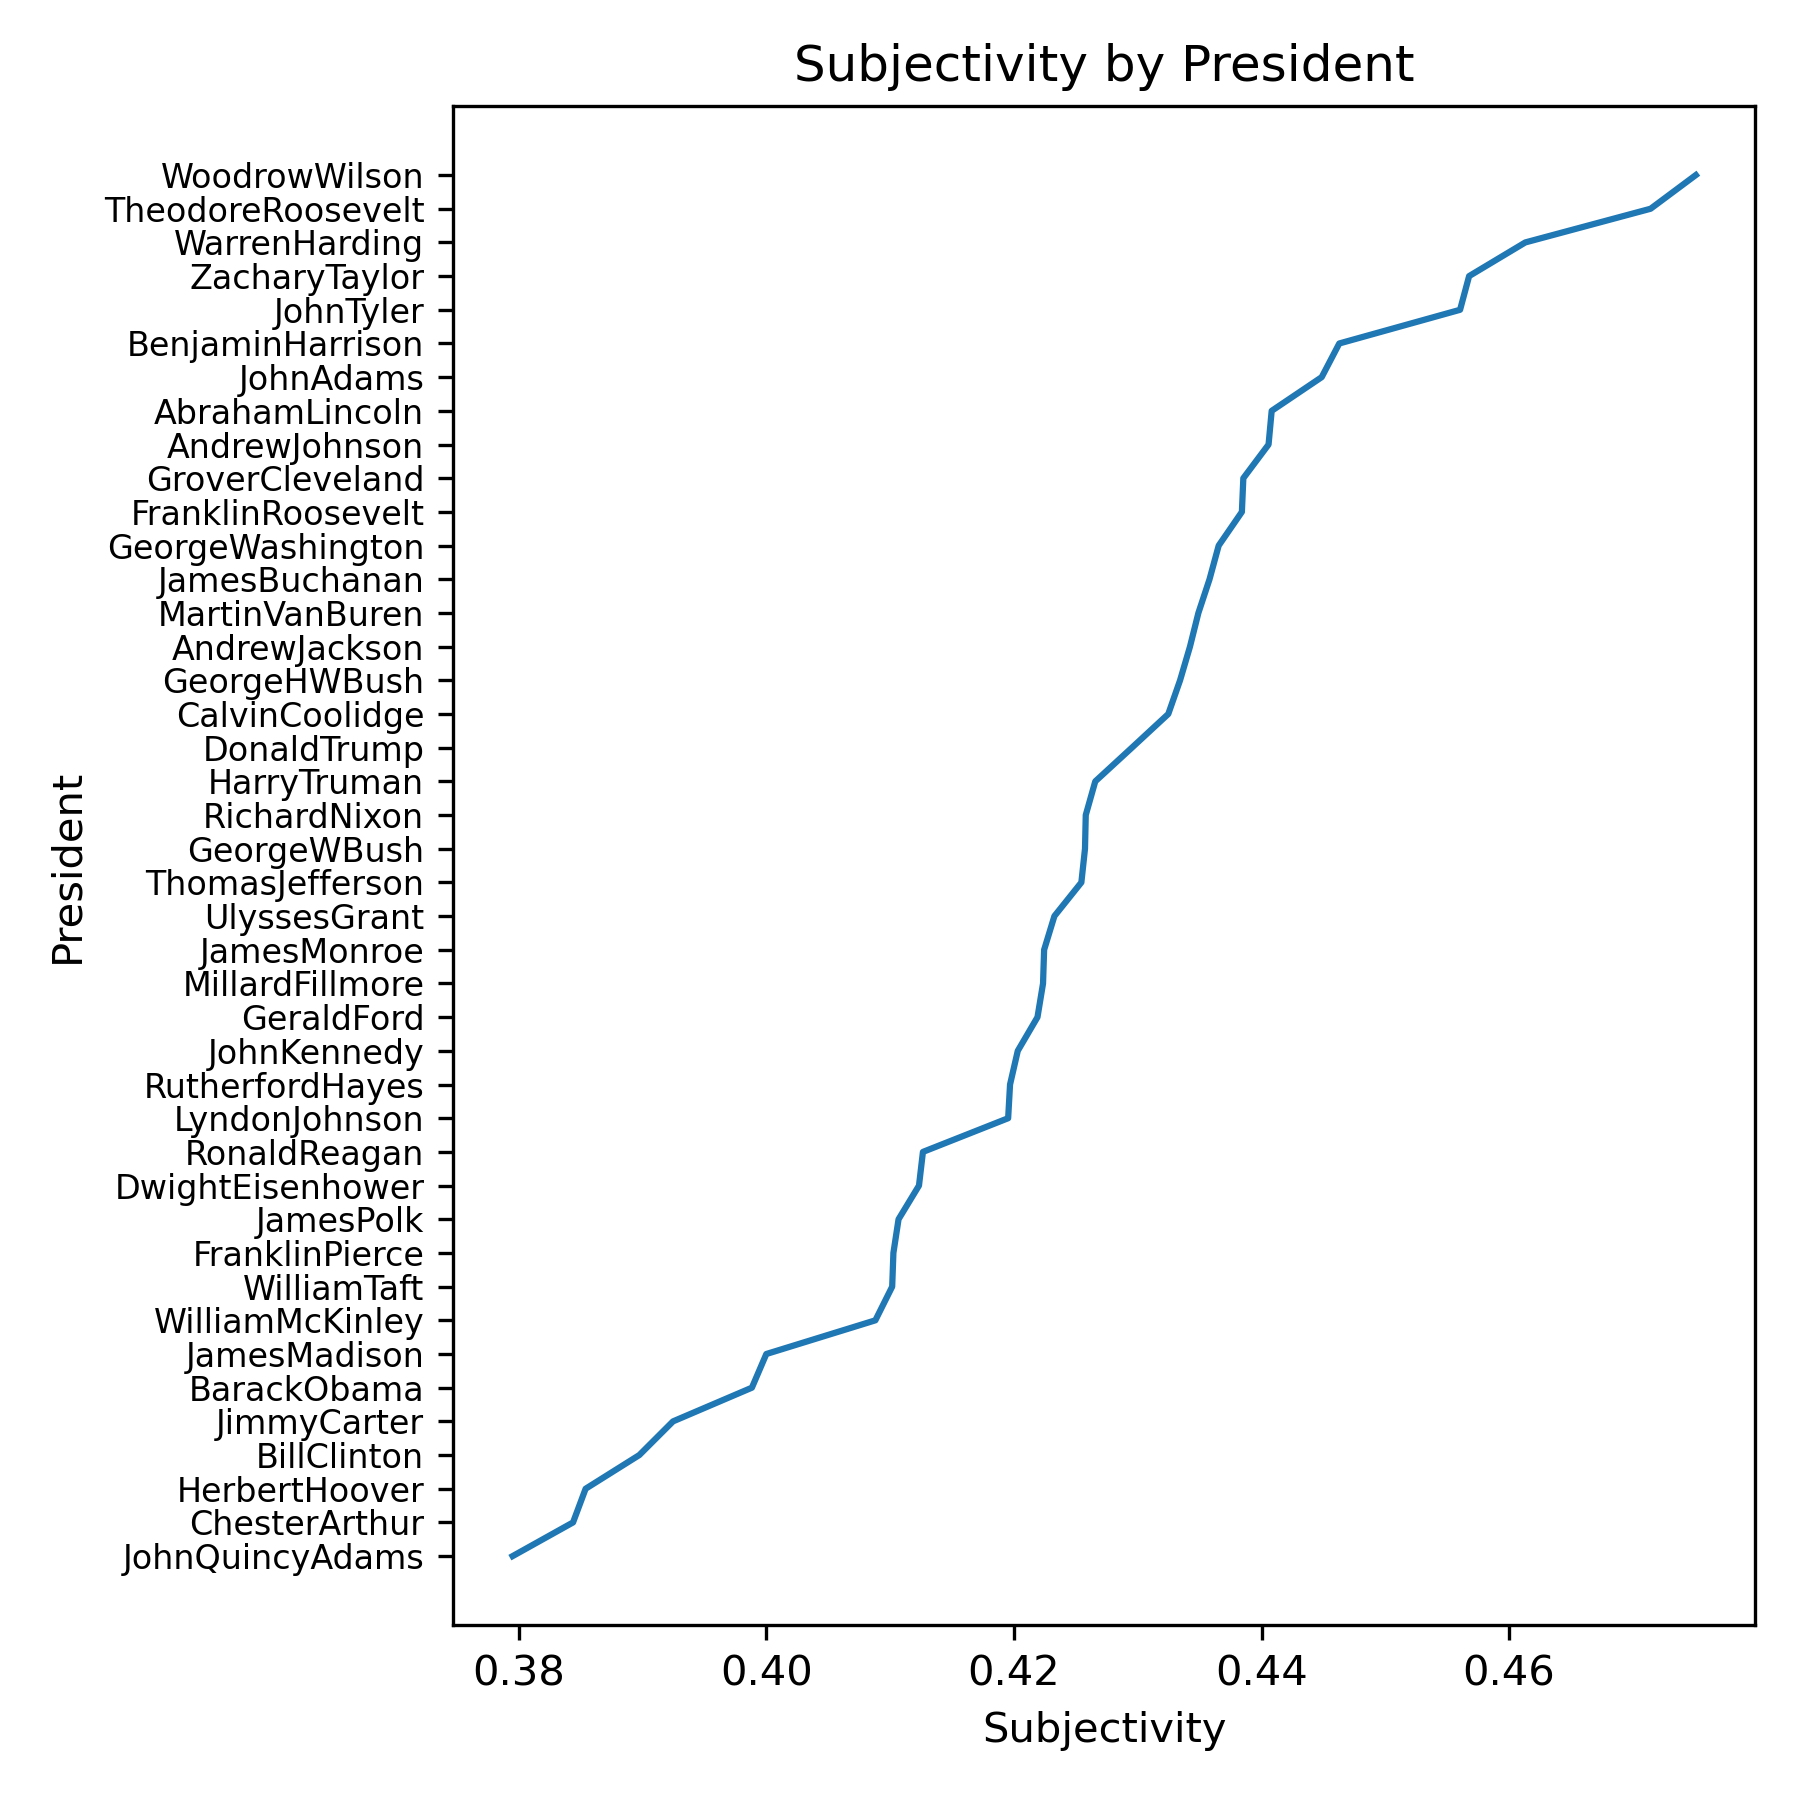 Subjectivity by President
WoodrowWilson
TheodoreRoosevelt
WarrenHarding
ZacharyTaylor
JohnTyler
BenjaminHarrison
JohnAdams
AbrahamLincoln
AndrewJohnson
GroverCleveland
FranklinRoosevelt
GeorgeWashington
JamesBuchanan
MartinVanBuren
AndrewJackson
GeorgeHWBush
CalvinCoolidge
DonaldTrump
HarryTruman
RichardNixon
GeorgeWBush
ThomasJefferson
UlyssesGrant
JamesMonroe
MillardFillmore
GeraldFord
JohnKennedy
RutherfordHayes
LyndonJohnson
RonaldReagan
DwightEisenhower
JamesPolk
FranklinPierce
WilliamTaft
WilliamMcKinley
JamesMadison
BarackObama
JimmyCarter
BillClinton
HerbertHoover
ChesterArthur
JohnQuincyAdams
President
0.38 0.40 0.42 0.44 0.46
Subjectivity